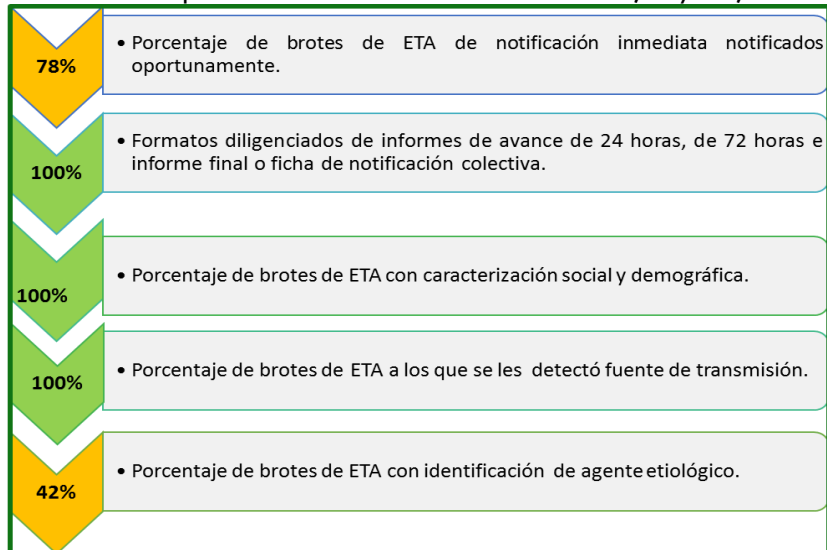 78%
• Porcentaje de brotes de ETA de notificación inmediata notificados
oportunamente.
100%
• Formatos diligenciados de informes de avance de 24 horas, de 72 horas e
informe final o ficha de notificación colectiva.
100%
• Porcentaje de brotes de ETA con caracterización social y demográfica.
100%
• Porcentaje de brotes de ETA a los que se les detectó fuente de transmisión.
42%
• Porcentaje de brotes de ETA con identificación de agente etiológico.